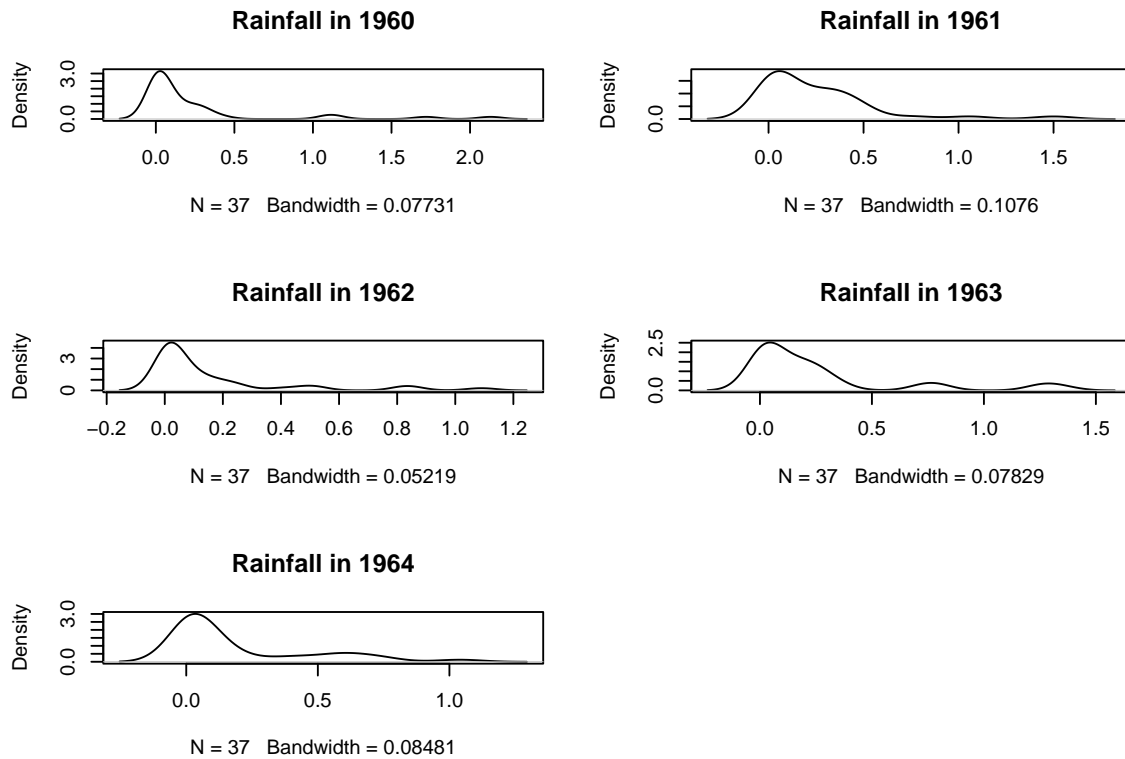 Rainfall in 1960
Density
0.0 3.0
0.0 0.5 1.0 1.5 2.0
N = 37 Bandwidth = 0.07731
Rainfall in 1961
Density
0.0
0.0 0.5 1.0 1.5
N = 37 Bandwidth = 0.1076
Rainfall in 1962
Density
0 3
−0.2 0.0 0.2 0.4 0.6 0.8 1.0 1.2
N = 37 Bandwidth = 0.05219
Rainfall in 1963
Density
0.0 2.5
0.0 0.5 1.0 1.5
N = 37 Bandwidth = 0.07829
Rainfall in 1964
Density
0.0 3.0
0.0 0.5 1.0
N = 37 Bandwidth = 0.08481